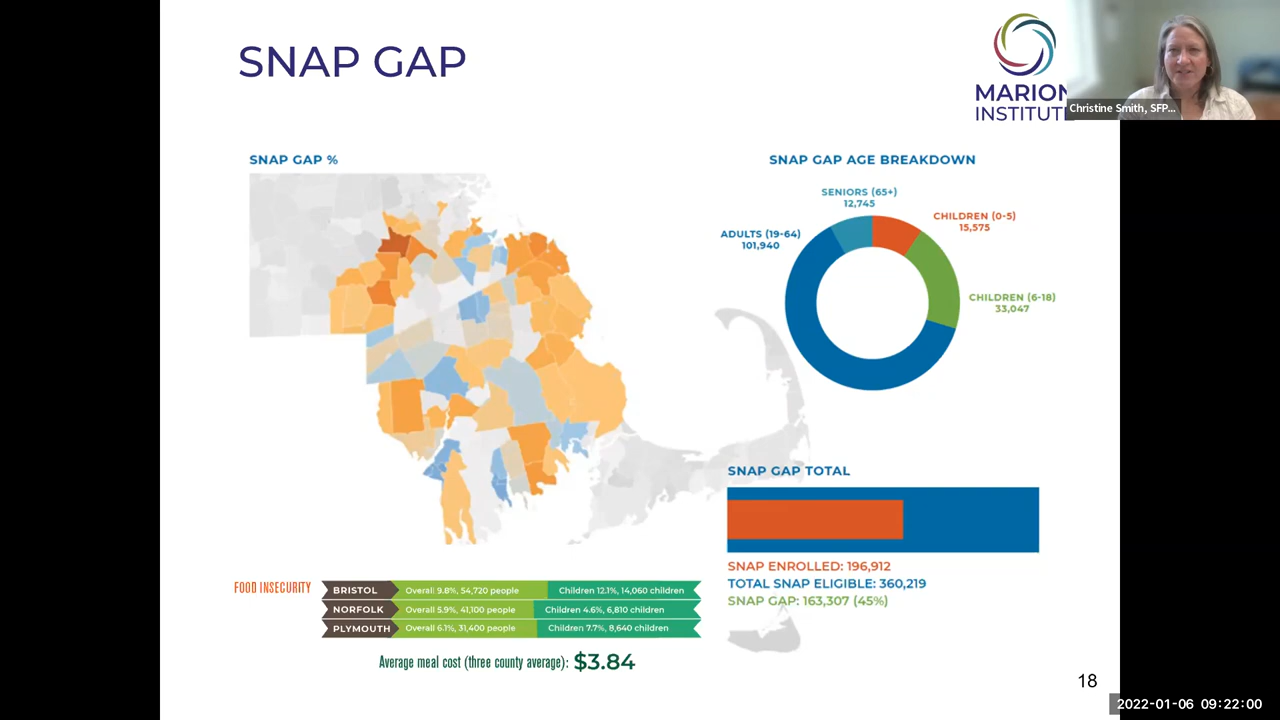 SNAP GAP
MARION
INSTITUT
Christine Smith, SFP...
SNAP GAP %
SNAP GAP AGE BREAKDOWN
SENIORS (65+)
12,745
CHILDREN (0-5)
15,575
ADULTS (19-64)
101,940
CHILDREN (6-18)
33,047
SNAP GAP TOTAL
SNAP ENROLLED: 196,912
TOTAL SNAP ELIGIBLE: 360,219
SNAP GAP: 163,307 (45%)
FOOD INSECURITY
BRISTOL Overall 9.8%, 54,720 people Children 12.1%, 14,060 children
NORFOLK Overall 5.9%, 41,100 people Children 4.6%, 6,810 children
PLYMOUTH Overall 6.1%, 31,400 people Children 7.7%, 8,640 children
Average meal cost (three county average): $3.84
18
2022-01-06 09:22:00